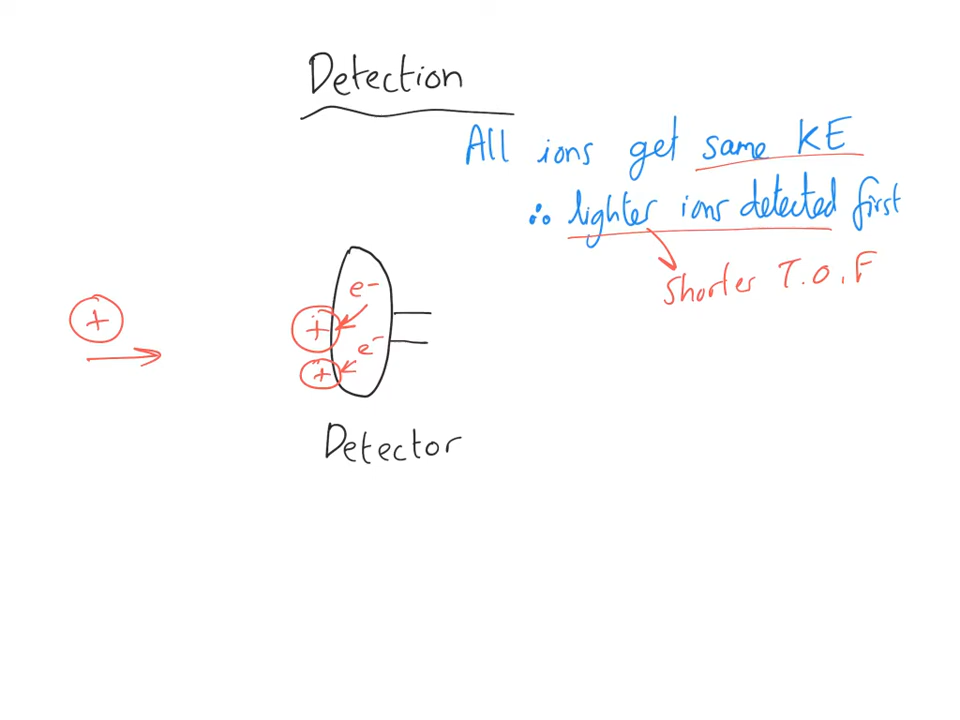 Detection
All ions get same KE
∴ lighter ions detected first
Shorter T.O.F
e-
+
+
e-
+
Detector